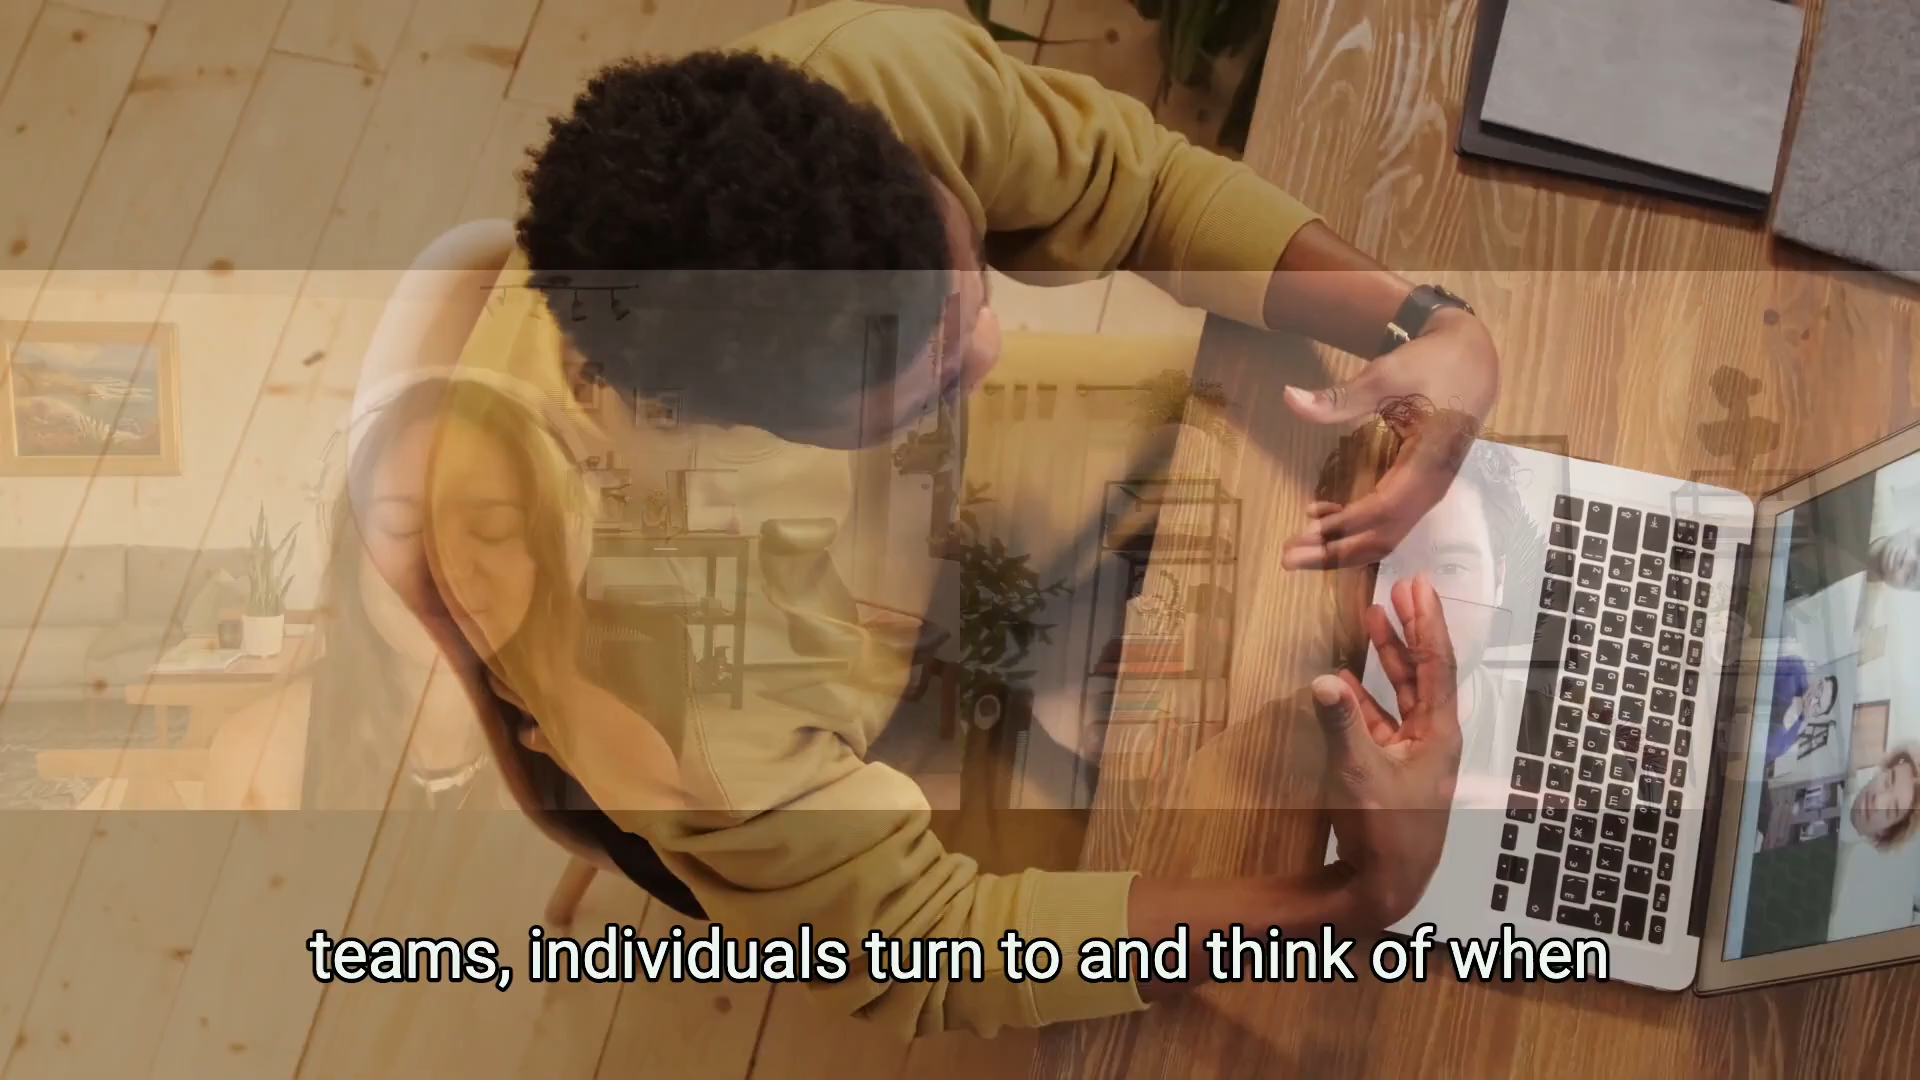 teams, individuals turn to and think of when